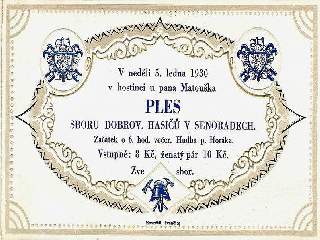 V neděli 5. ledna 1930
v hostinci u pana Matouška
PLES
SBORU DOBROV. HASIČŮ V SENORADECH.
Začátek o 6. hod. večer. Hudba p. Horáka.
Vstupné: 8 Kč, ženatý pár 10 Kč.
Zve sbor.